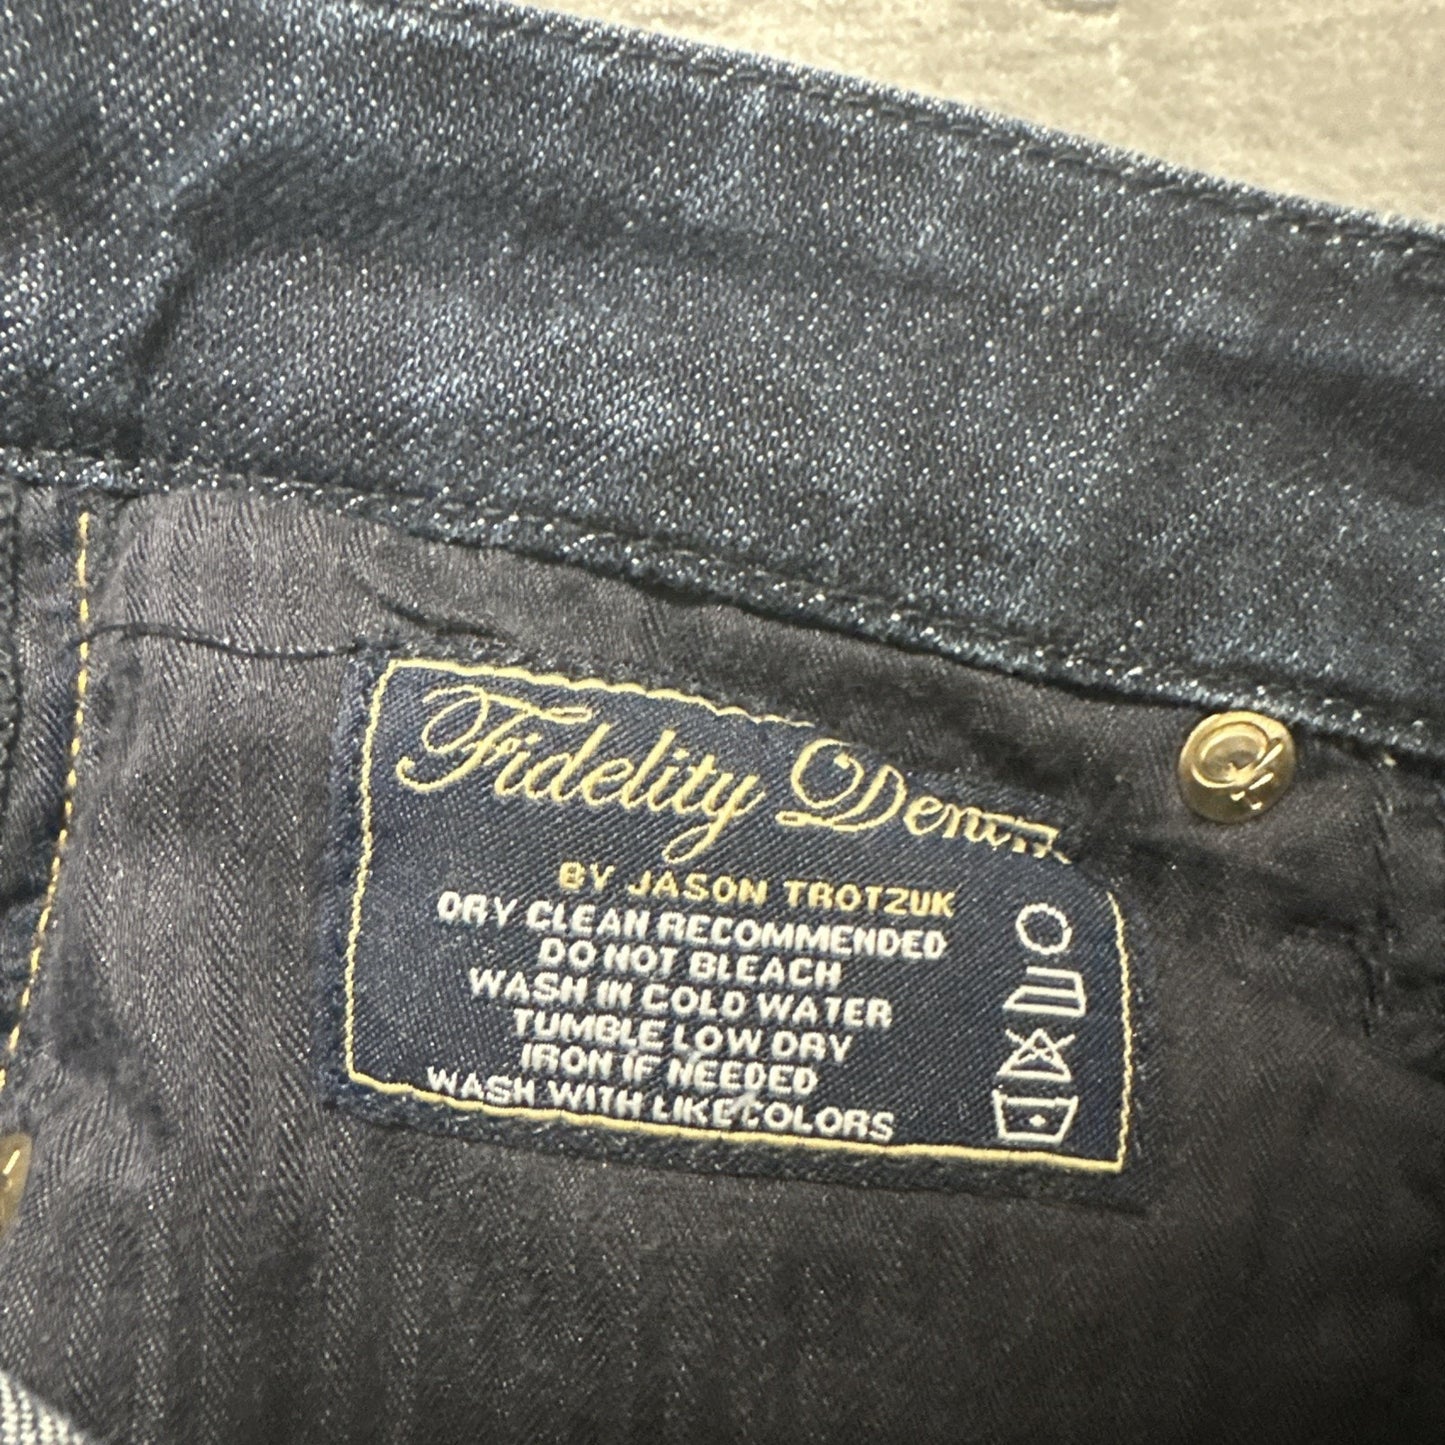 Fidelity Denim
BY JASON TROTZUK
DRY CLEAN RECOMMENDED
DO NOT BLEACH
WASH IN COLD WATER
TUMBLE LOW DRY
IRON IF NEEDED
WASH WITH LIKE COLORS